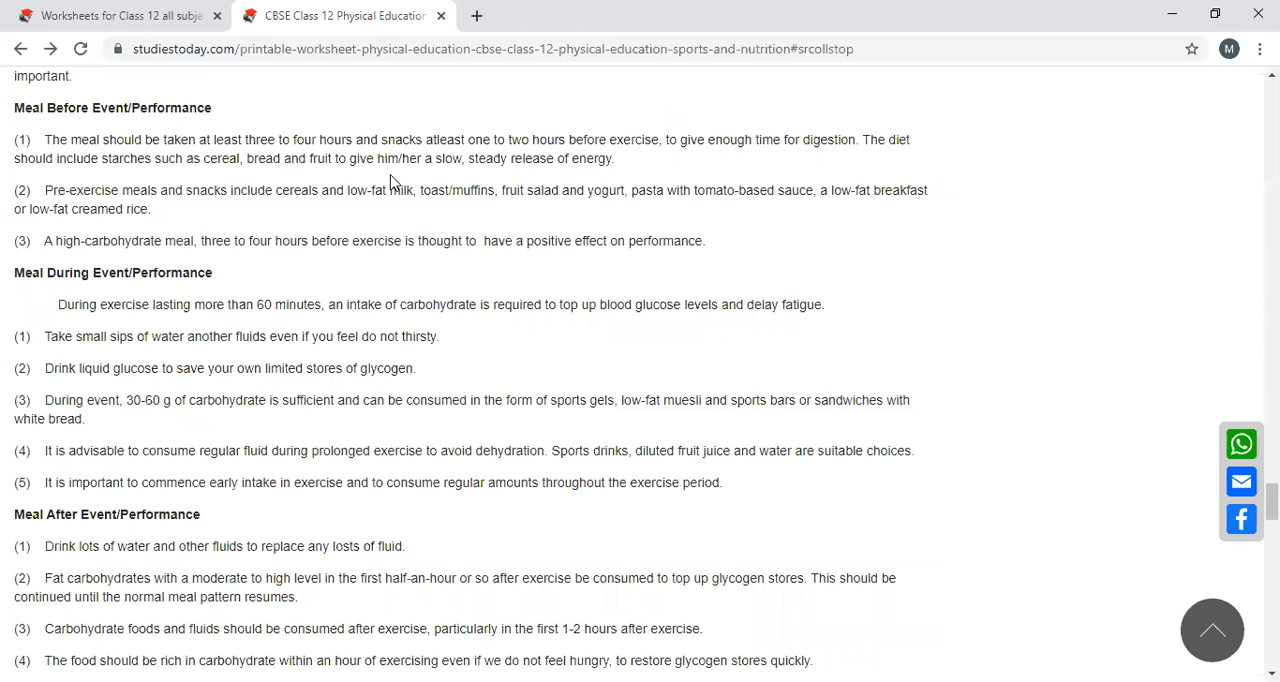 Worksheets for Class 12 all subje
CBSE Class 12 Physical Education
studiestoday.com/printable-worksheet-physical-education-cbse-class-12-physical-education-sports-and-nutrition#srcollstop
M
important.
Meal Before Event/Performance
(1) The meal should be taken at least three to four hours and snacks atleast one to two hours before exercise, to give enough time for digestion. The diet
should include starches such as cereal, bread and fruit to give him/her a slow, steady release of energy.
(2) Pre-exercise meals and snacks include cereals and low-fat milk, toast/muffins, fruit salad and yogurt, pasta with tomato-based sauce, a low-fat breakfast
or low-fat creamed rice.
(3) A high-carbohydrate meal, three to four hours before exercise is thought to have a positive effect on performance.
Meal During Event/Performance
During exercise lasting more than 60 minutes, an intake of carbohydrate is required to top up blood glucose levels and delay fatigue.
(1) Take small sips of water another fluids even if you feel do not thirsty.
(2) Drink liquid glucose to save your own limited stores of glycogen.
(3) During event, 30-60 g of carbohydrate is sufficient and can be consumed in the form of sports gels, low-fat muesli and sports bars or sandwiches with
white bread.
(4) It is advisable to consume regular fluid during prolonged exercise to avoid dehydration. Sports drinks, diluted fruit juice and water are suitable choices.
(5) It is important to commence early intake in exercise and to consume regular amounts throughout the exercise period.
Meal After Event/Performance
(1) Drink lots of water and other fluids to replace any losts of fluid.
(2) Fat carbohydrates with a moderate to high level in the first half-an-hour or so after exercise be consumed to top up glycogen stores. This should be
continued until the normal meal pattern resumes.
(3) Carbohydrate foods and fluids should be consumed after exercise, particularly in the first 1-2 hours after exercise.
(4) The food should be rich in carbohydrate within an hour of exercising even if we do not feel hungry, to restore glycogen stores quickly.